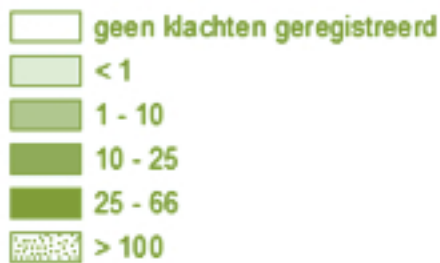 geen klachten geregistreerd
< 1
1 - 10
10 - 25
25 - 66
> 100